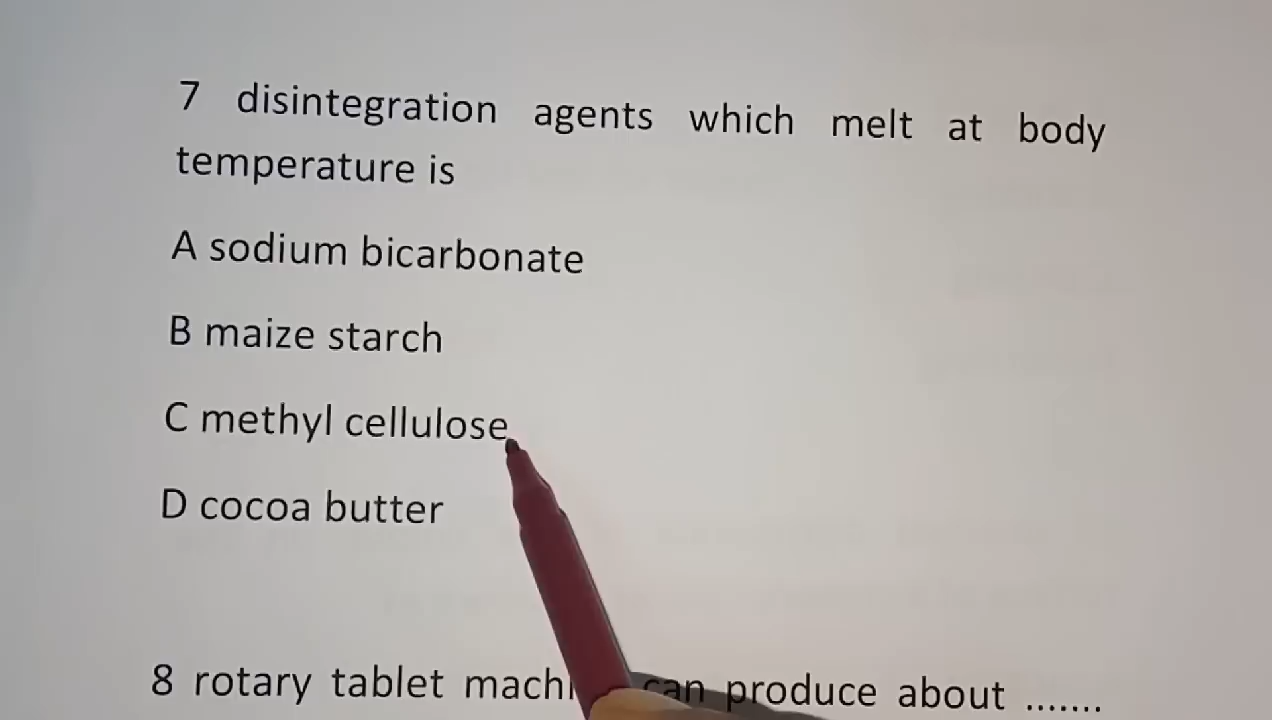 7 disintegration agents which melt at body
temperature is
A sodium bicarbonate
B maize starch
C methyl cellulose
D cocoa butter
8 rotary tablet can produce about .......